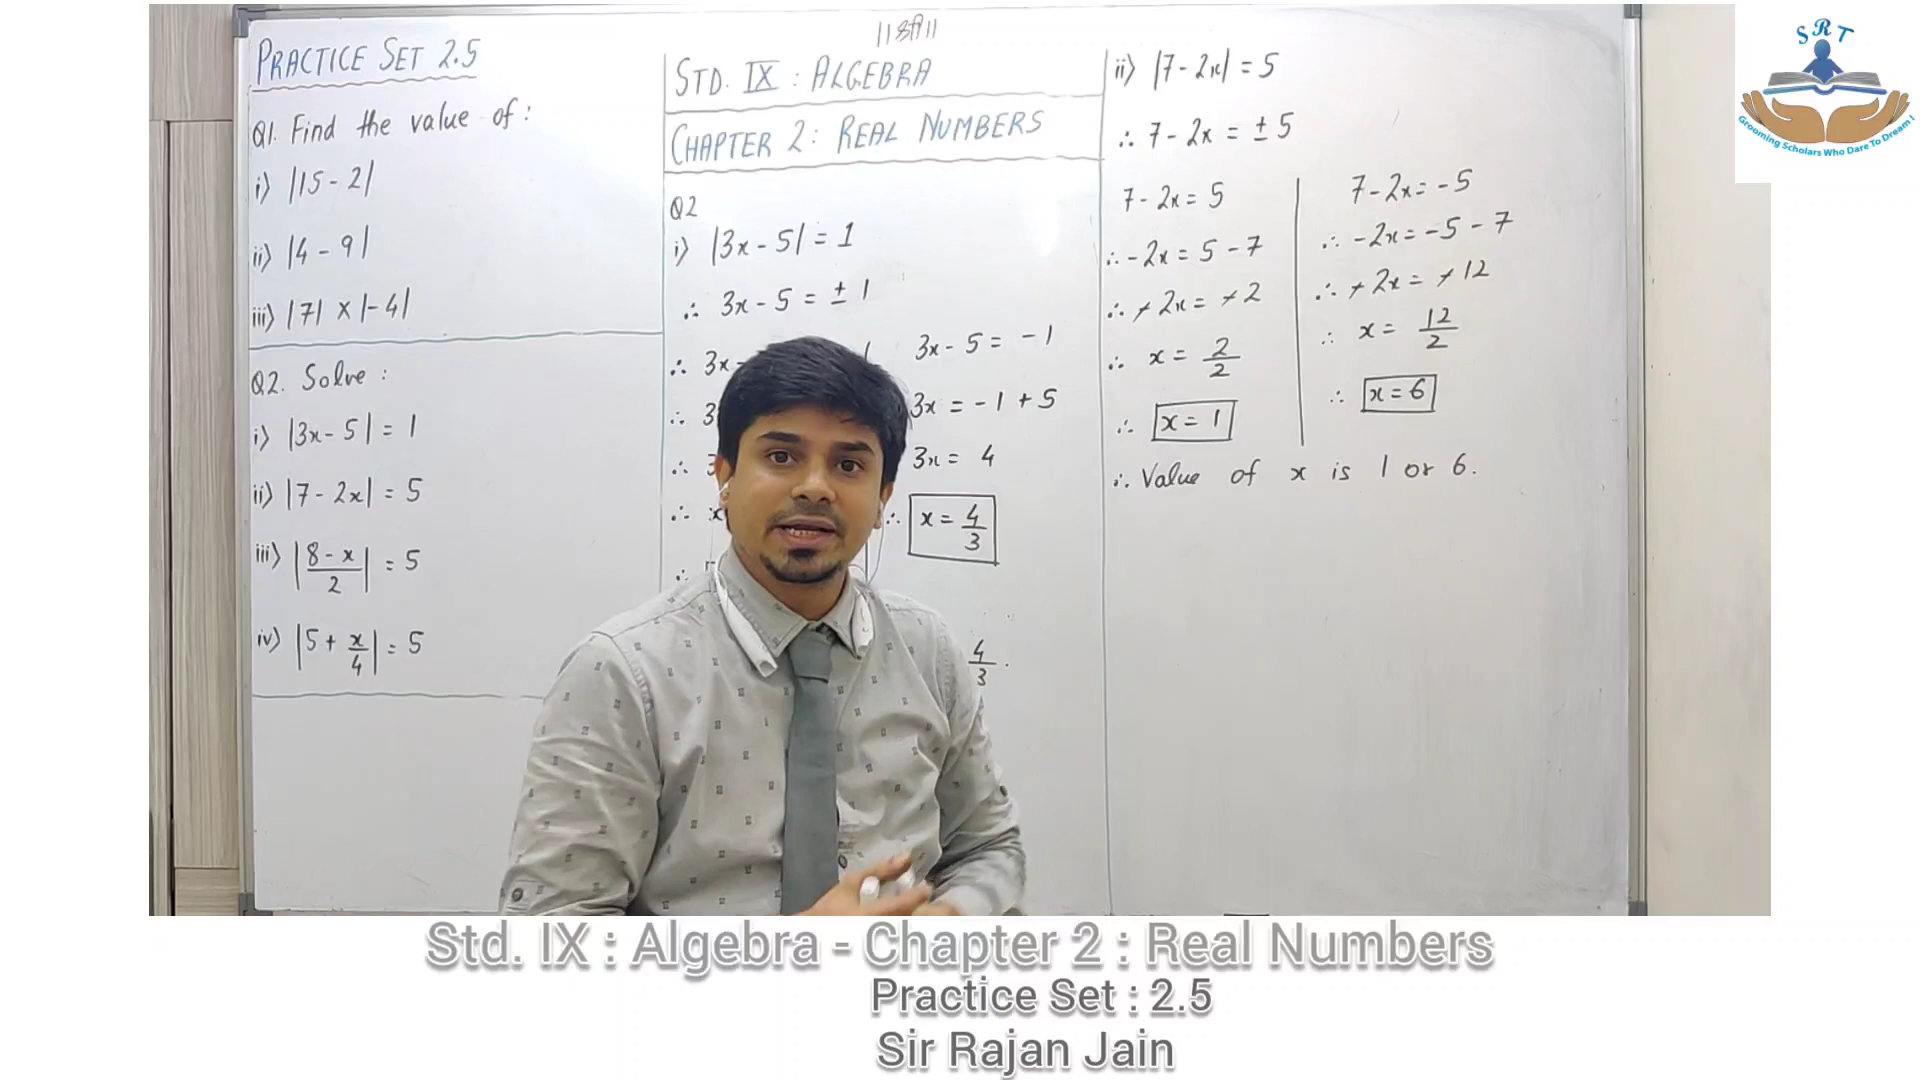 PRACTICE SET 2.5
Q1. Find the value of :
i) |15 - 2|
ii) |4 - 9|
iii) |7| × |-4|
Q2. Solve :
i) |3x - 5| = 1
ii) |7 - 2x| = 5
iii) |8 - x / 2| = 5
iv) |5 + x/4| = 5
||श्री||
STD. IX : ALGEBRA
CHAPTER 2 : REAL NUMBERS
Q2
i) |3x - 5| = 1
∴ 3x - 5 = ± 1
∴ 3x -
3x - 5 = - 1
∴ 3
3x = - 1 + 5
∴ 3
3x = 4
∴ x
∴ x = 4/3
∴
4/3 .
ii) |7 - 2x| = 5
∴ 7 - 2x = ± 5
7 - 2x = 5
∴ - 2x = 5 - 7
∴ - 2x = - 2
∴ x = 2/2
∴ x = 1
7 - 2x = - 5
∴ - 2x = - 5 - 7
∴ - 2x = - 12
∴ x = 12/2
∴ x = 6
∴ Value of x is 1 or 6.
SRT
Grooming Scholars Who Dare To Dream !
Std. IX : Algebra - Chapter 2 : Real Numbers
Practice Set : 2.5
Sir Rajan Jain